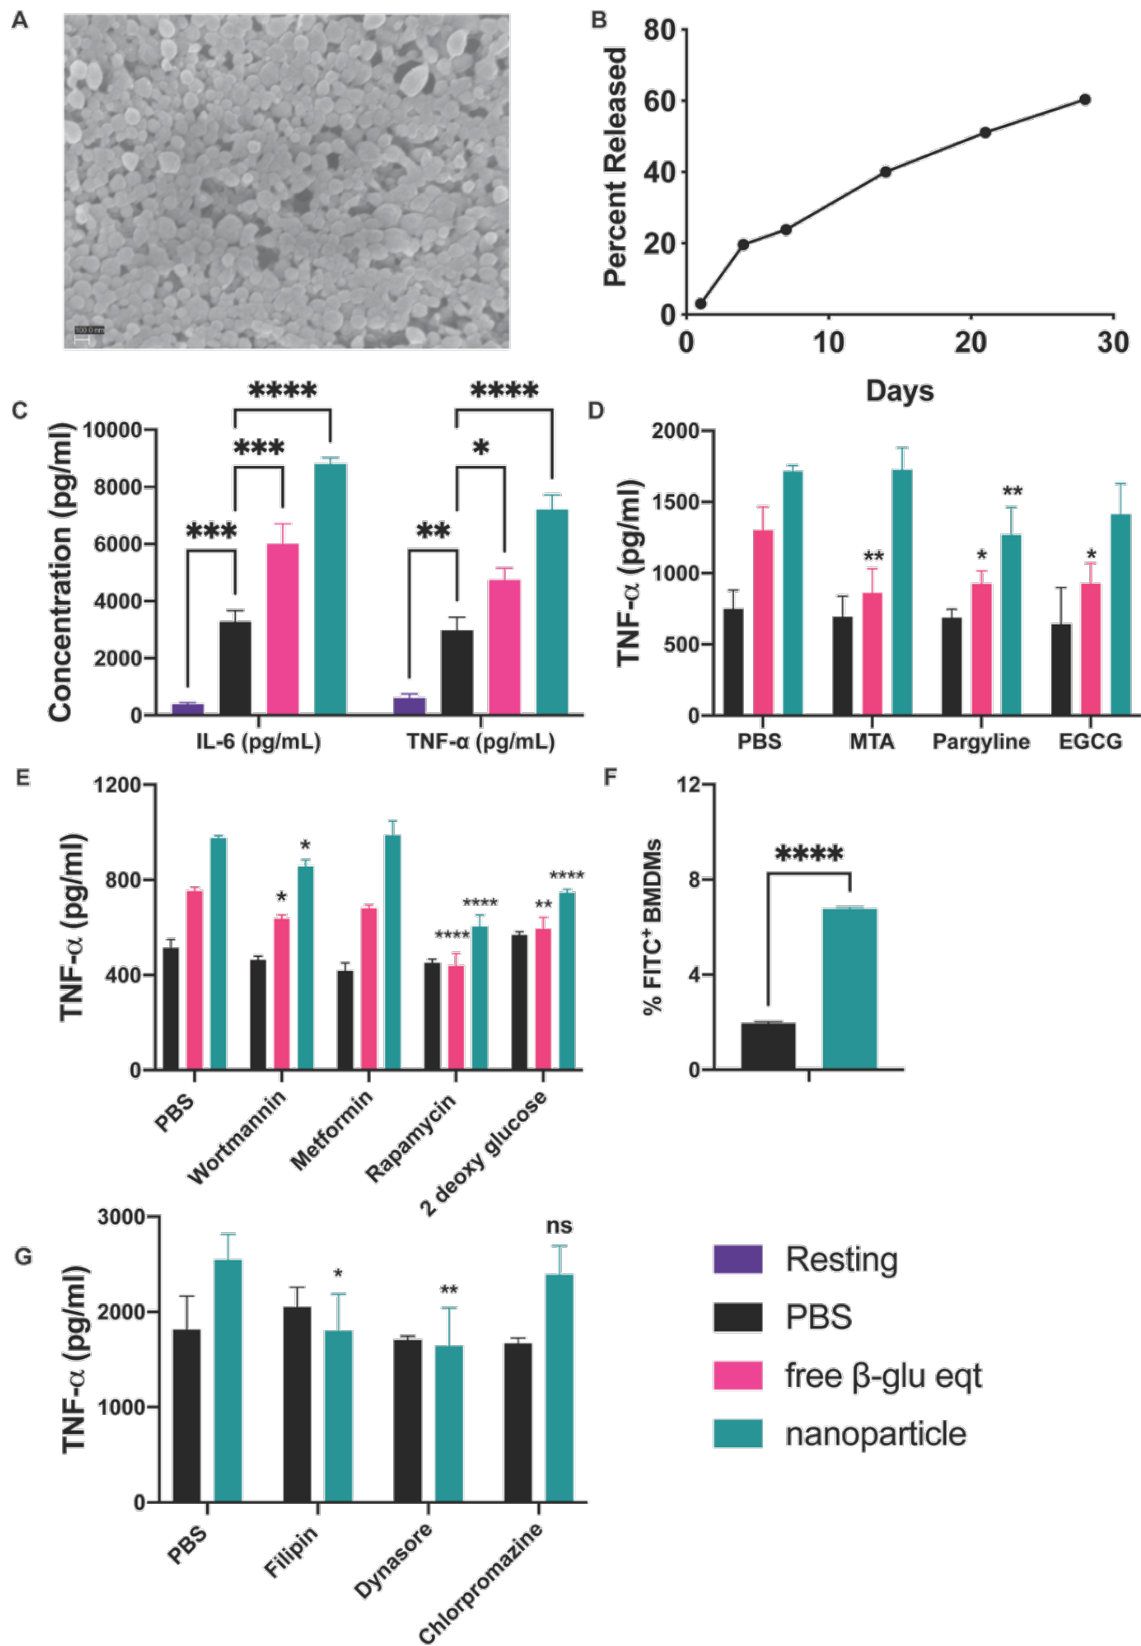 A
100.0 nm
B
80
60
40
20
0
0 10 20 30
Percent Released
Days
C
10000
8000
6000
4000
2000
0
Concentration (pg/ml)
*** *** ****
** * ****
IL-6 (pg/mL) TNF-α (pg/mL)
D
2000
1500
1000
500
0
TNF-α (pg/ml)
** * ** *
PBS MTA Pargyline EGCG
E
1200
800
400
0
TNF-α (pg/ml)
* * **** **** ** ****
PBS
Wortmannin
Metformin
Rapamycin
2 deoxy glucose
F
12
8
4
0
% FITC⁺ BMDMs
****
G
3000
2000
1000
0
TNF-α (pg/ml)
* ** ns
PBS
Filipin
Dynasore
Chlorpromazine
Resting
PBS
free β-glu eqt
nanoparticle